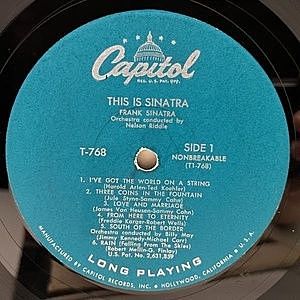 Capitol
REG. U.S. PAT. OFF.
THIS IS SINATRA
FRANK SINATRA
Orchestra conducted by
Nelson Riddle
T-768
SIDE 1
NONBREAKABLE
(T1-768)
1. I'VE GOT THE WORLD ON A STRING
(Harold Arlen-Ted Koehler)
2. THREE COINS IN THE FOUNTAIN
(Jule Styne-Sammy Cahn)
3. LOVE AND MARRIAGE
(James Van Heusen-Sammy Cahn)
4. FROM HERE TO ETERNITY
(Freddie Karger-Robert Wells)
5. SOUTH OF THE BORDER
Orchestra conducted by Billy May
(Jimmy Kennedy-Michael Carr)
6. RAIN (Falling From The Skies)
(Robert Mellin-G. Finlay)
U.S. Pat. No. 2,631,859
LONG PLAYING
MANUFACTURED BY CAPITOL RECORDS, INC. • HOLLYWOOD, CALIFORNIA • U.S.A.